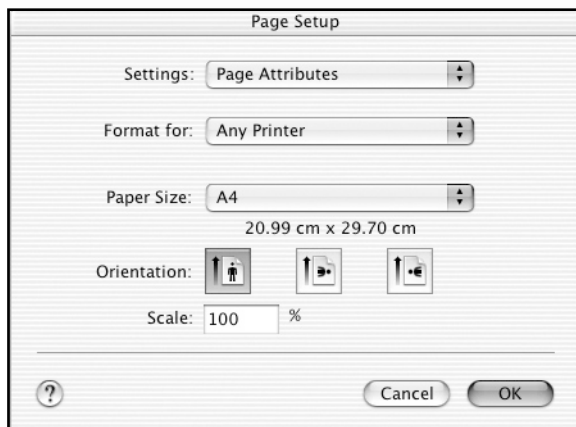 Page Setup
Settings: Page Attributes
Format for: Any Printer
Paper Size: A4
20.99 cm x 29.70 cm
Orientation:
Scale: 100 %
? Cancel OK